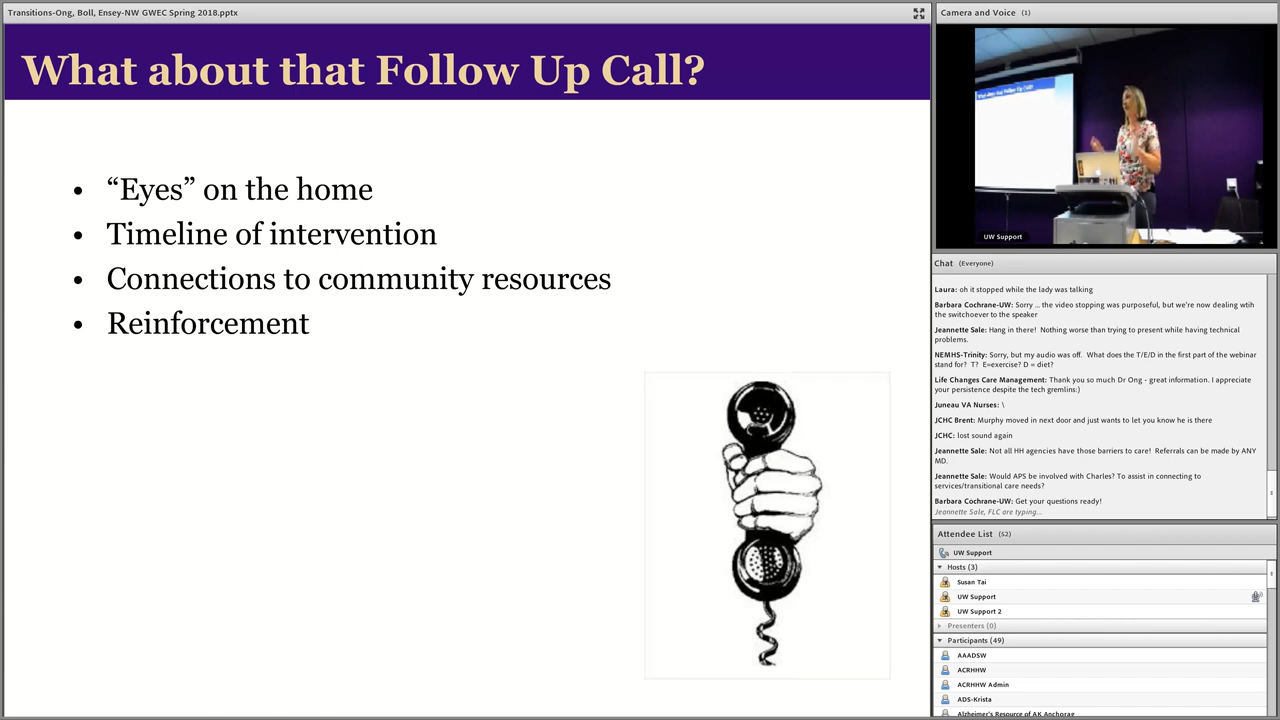 Transitions-Ong, Boll, Ensey-NW GWEC Spring 2018.pptx
What about that Follow Up Call?
• “Eyes” on the home
• Timeline of intervention
• Connections to community resources
• Reinforcement
Camera and Voice (1)
What about that Follow Up Call?
UW Support
Chat (Everyone)
Laura: oh it stopped while the lady was talking
Barbara Cochrane-UW: Sorry ... the video stopping was purposeful, but we're now dealing wtih
the switchoever to the speaker
Jeannette Sale: Hang in there! Nothing worse than trying to present while having technical
problems.
NEMHS-Trinity: Sorry, but my audio was off. What does the T/E/D in the first part of the webinar
stand for? T? E=exercise? D = diet?
Life Changes Care Management: Thank you so much Dr Ong - great information. I appreciate
your persistence despite the tech gremlins:)
Juneau VA Nurses: \
JCHC Brent: Murphy moved in next door and just wants to let you know he is there
JCHC: lost sound again
Jeannette Sale: Not all HH agencies have those barriers to care! Referrals can be made by ANY
MD.
Jeannette Sale: Would APS be involved with Charles? To assist in connecting to
services/transitional care needs?
Barbara Cochrane-UW: Get your questions ready!
Jeannette Sale, FLC are typing...
Attendee List (52)
UW Support
Hosts (3)
Susan Tai
UW Support
UW Support 2
Presenters (0)
Participants (49)
AAADSW
ACRHHW
ACRHHW Admin
ADS-Krista
Alzheimer's Resource of AK Anchorag